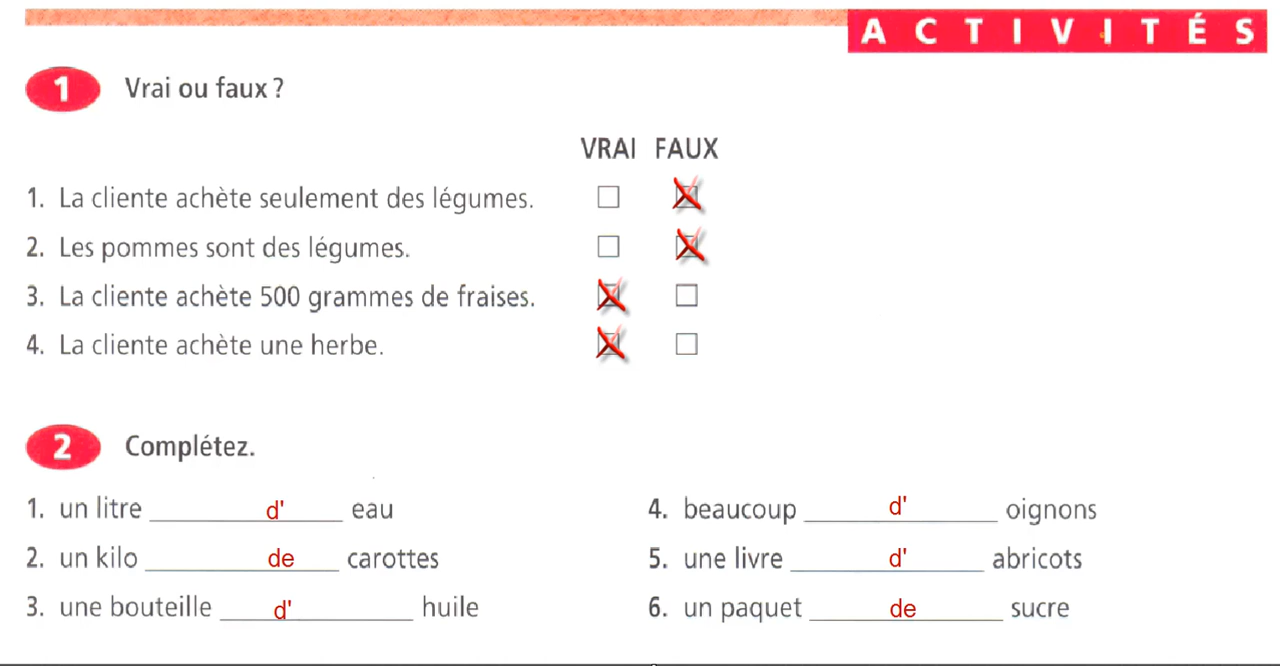 ACTIVITÉS
1 Vrai ou faux ?
VRAI FAUX
1. La cliente achète seulement des légumes.
2. Les pommes sont des légumes.
3. La cliente achète 500 grammes de fraises.
4. La cliente achète une herbe.
2 Complétez.
1. un litre d' eau
4. beaucoup d' oignons
2. un kilo de carottes
5. une livre d' abricots
3. une bouteille d' huile
6. un paquet de sucre